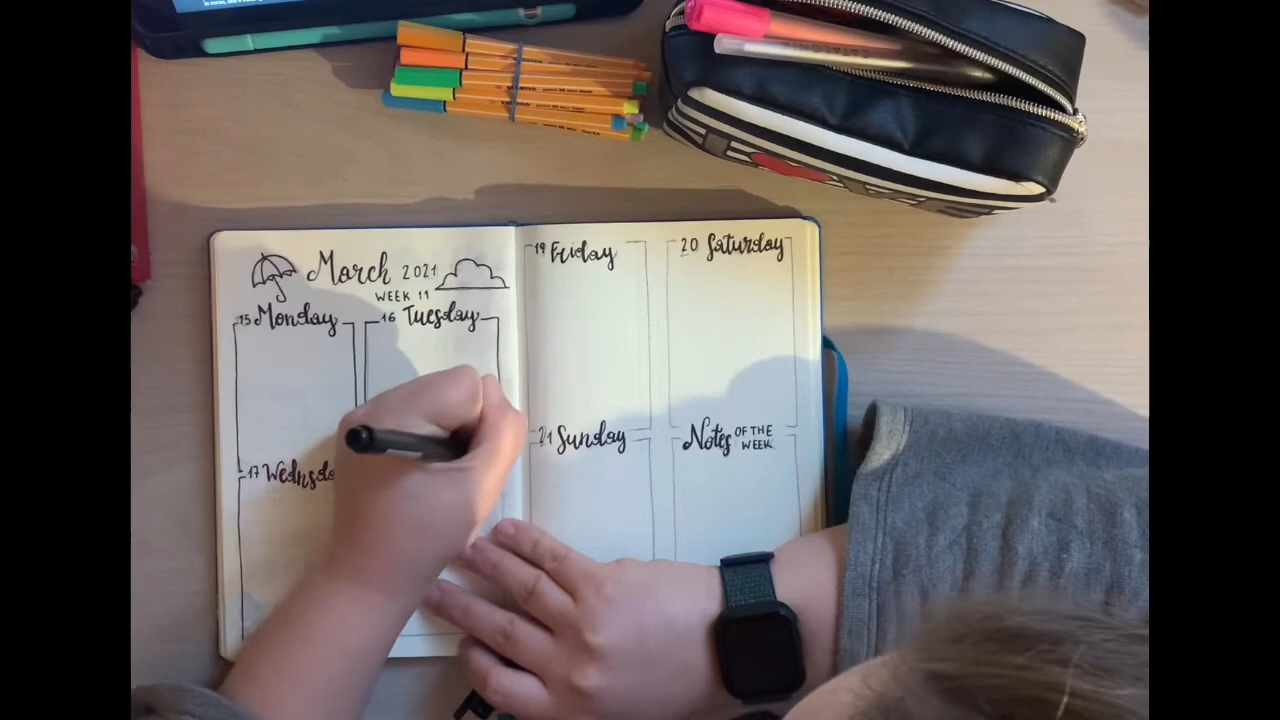 March 2021
WEEK 11
15 Monday
16 Tuesday
17 Wednsda
19 Friday
20 Saturday
21 Sunday
Notes OF THE WEEK